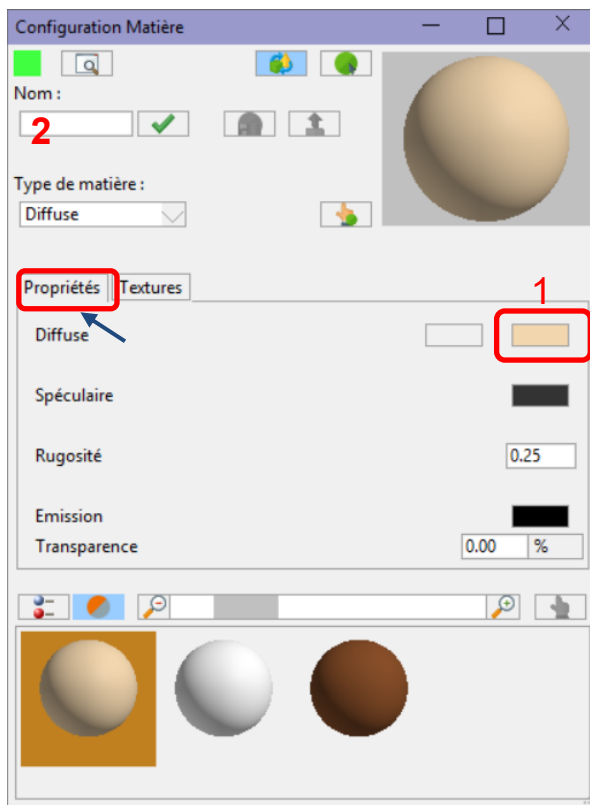 Configuration Matière
Nom :
2
Type de matière :
Diffuse
Propriétés Textures
1
Diffuse
Spéculaire
Rugosité 0.25
Emission
Transparence 0.00 %